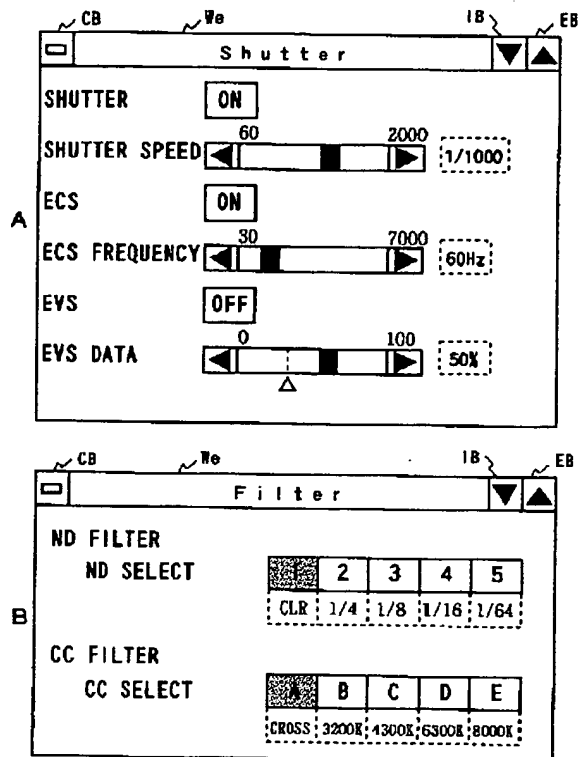 CB We IB EB
Shutter
SHUTTER ON
60 2000
SHUTTER SPEED 1/1000
A
ECS ON
30 7000
ECS FREQUENCY 60Hz
EVS OFF
0 100
EVS DATA 50%
CB We IB EB
Filter
ND FILTER
ND SELECT 1 2 3 4 5
CLR 1/4 1/8 1/16 1/64
B
CC FILTER
CC SELECT A B C D E
CROSS 3200K 4300K 6300K 8000K